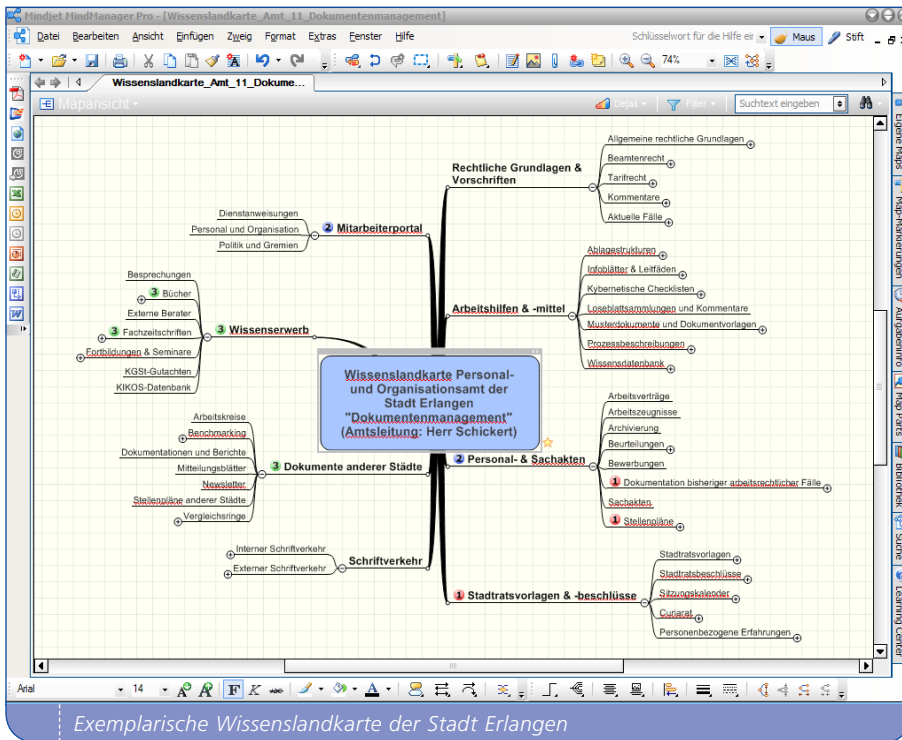 Mindjet MindManager Pro - [Wissenslandkarte_Amt_11_Dokumentenmanagement]
Datei Bearbeiten Ansicht Einfügen Zweig Format Extras Fenster Hilfe
Schlüsselwort für die Hilfe ei Maus Stift
74%
Wissenslandkarte_Amt_11_Dokume...
Mapansicht
Detail Filter Suchtext eingeben
Rechtliche Grundlagen &
Vorschriften
Allgemeine rechtliche Grundlagen
Beamtenrecht
Tarifrecht
Kommentare
Aktuelle Fälle
Dienstanweisungen
Personal und Organisation
Politik und Gremien
2 Mitarbeiterportal
Arbeitshilfen & -mittel
Ablagestrukturen
Infoblätter & Leitfäden
Kybernetische Checklisten
Loseblattsammlungen und Kommentare
Musterdokumente und Dokumentvorlagen
Prozessbeschreibungen
Wissensdatenbank
Besprechungen
3 Bücher
Externe Berater
3 Fachzeitschriften
Fortbildungen & Seminare
KGSt-Gutachten
KIKOS-Datenbank
3 Wissenserwerb
Wissenslandkarte Personal-
und Organisationsamt der
Stadt Erlangen
"Dokumentenmanagement"
(Amtsleitung: Herr Schickert)
2 Personal- & Sachakten
Arbeitsverträge
Arbeitszeugnisse
Archivierung
Beurteilungen
Bewerbungen
1 Dokumentation bisheriger arbeitsrechtlicher Fälle
Sachakten
1 Stellenpläne
Arbeitskreise
Benchmarking
Dokumentationen und Berichte
Mitteilungsblätter
Newsletter
Stellenpläne anderer Städte
Vergleichsringe
3 Dokumente anderer Städte
Interner Schriftverkehr
Externer Schriftverkehr
Schriftverkehr
1 Stadtratsvorlagen & -beschlüsse
Stadtratsvorlagen
Stadtratsbeschlüsse
Sitzungskalender
Curiarat
Personenbezogene Erfahrungen
Eigene Maps
Map-Markierungen
Aufgabeninfo
Map Parts
Bibliothek
Suche
Learning Center
Arial 14 F K abc A
Exemplarische Wissenslandkarte der Stadt Erlangen